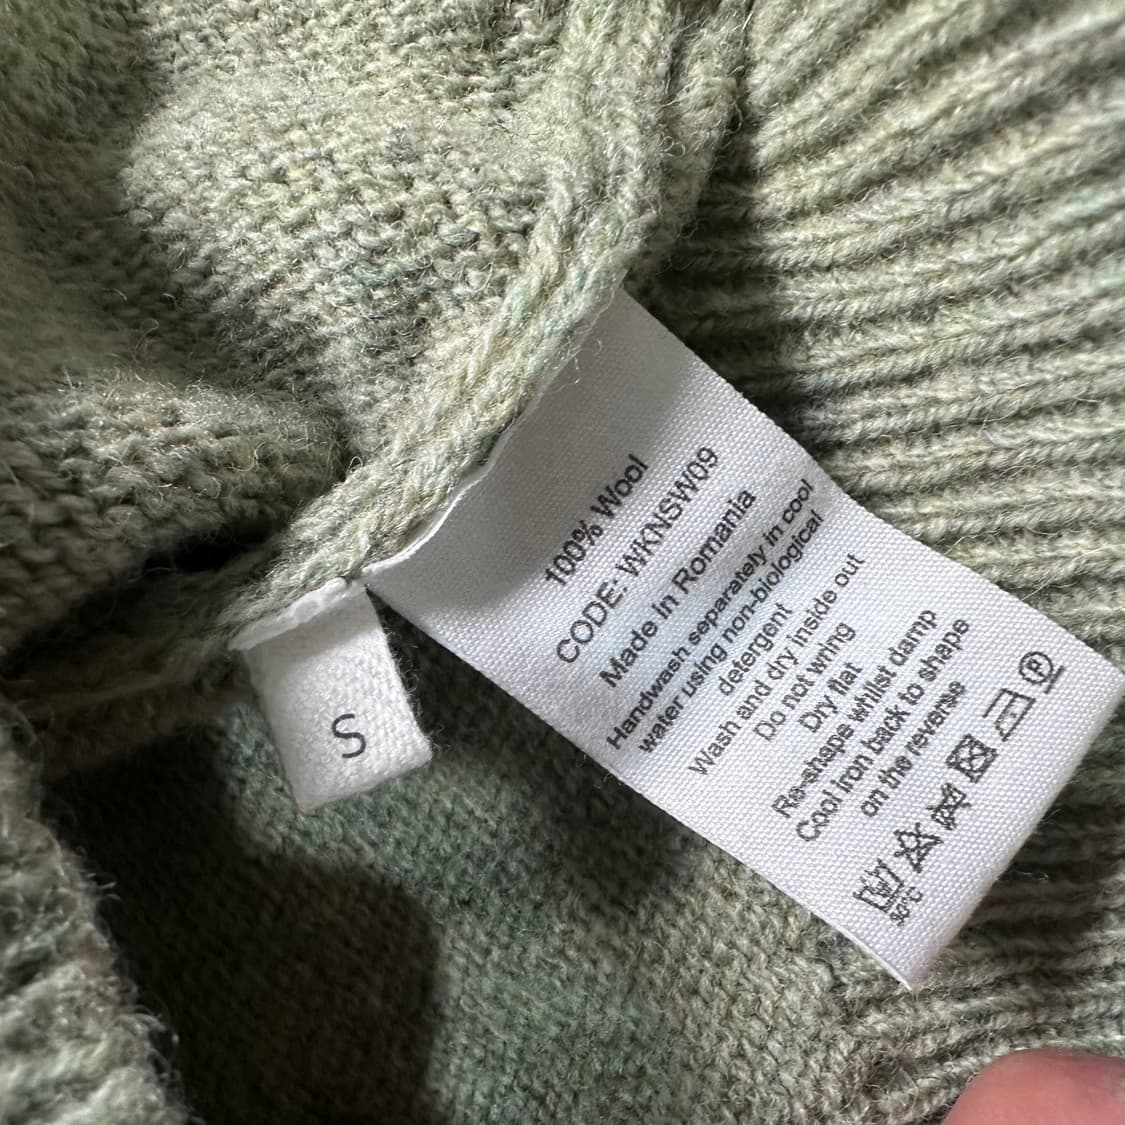 100% Wool
CODE: WKNSW09
Made in Romania
Handwash separately in cool
water using non-biological
detergent
Wash and dry inside out
Do not wring
Dry flat
Re-shape whilst damp
Cool iron back to shape
on the reverse
30°C
P
S